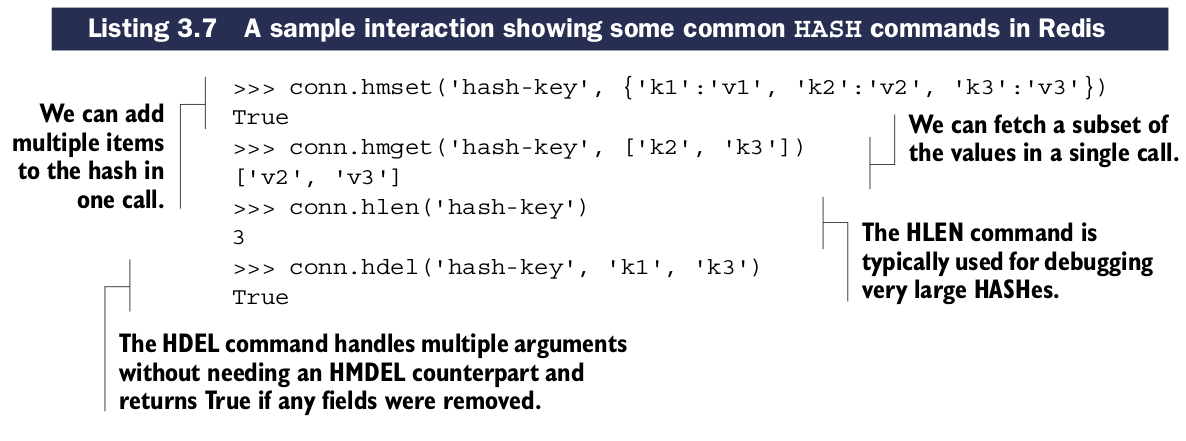 Listing 3.7 A sample interaction showing some common HASH commands in Redis
We can add
multiple items
to the hash in
one call.
>>> conn.hmset('hash-key', {'k1':'v1', 'k2':'v2', 'k3':'v3'})
True
>>> conn.hmget('hash-key', ['k2', 'k3'])
['v2', 'v3']
We can fetch a subset of
the values in a single call.
>>> conn.hlen('hash-key')
3
The HLEN command is
typically used for debugging
very large HASHes.
>>> conn.hdel('hash-key', 'k1', 'k3')
True
The HDEL command handles multiple arguments
without needing an HMDEL counterpart and
returns True if any fields were removed.